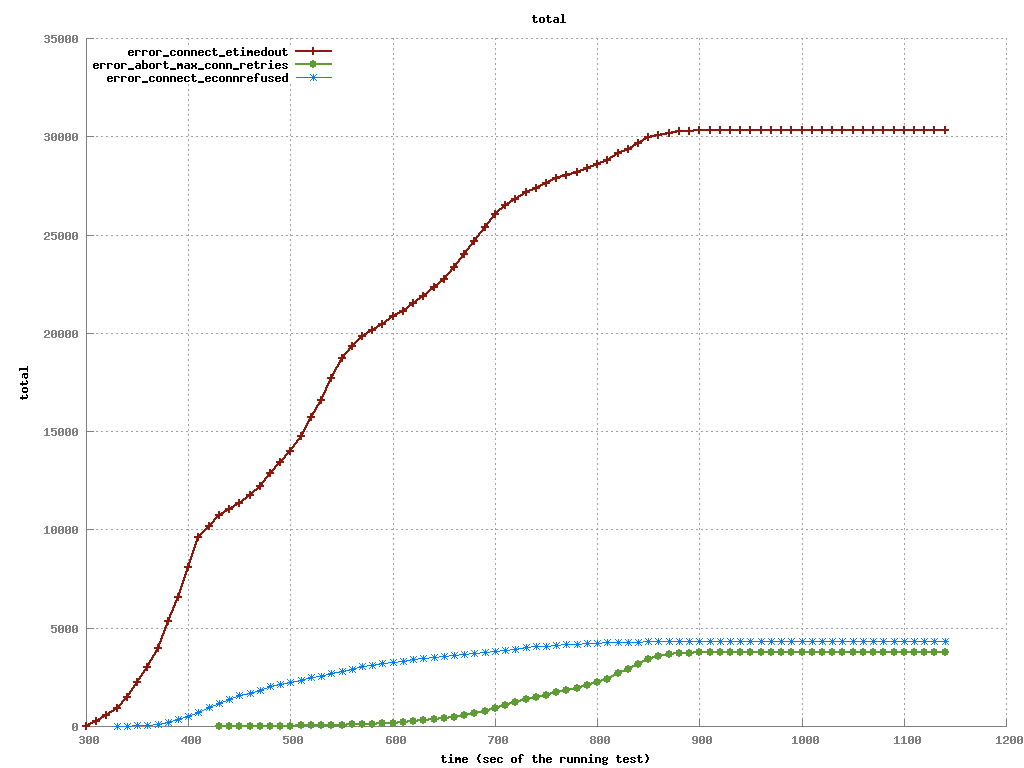 total
35000
error_connect_etimedout
error_abort_max_conn_retries
error_connect_econnrefused
30000
25000
20000
total
15000
10000
5000
0
300 400 500 600 700 800 900 1000 1100 1200
time (sec of the running test)